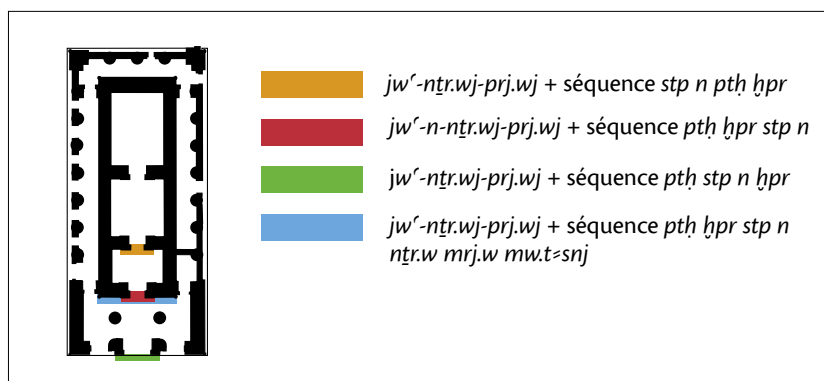 jwꜥ-nṯr.wj-prj.wj + séquence stp n ptḥ ḫpr
jwꜥ-n-nṯr.wj-prj.wj + séquence ptḥ ḫpr stp n
jwꜥ-nṯr.wj-prj.wj + séquence ptḥ stp n ḫpr
jwꜥ-nṯr.wj-prj.wj + séquence ptḥ ḫpr stp n
nṯr.w mrj.w mw.t⸗snj